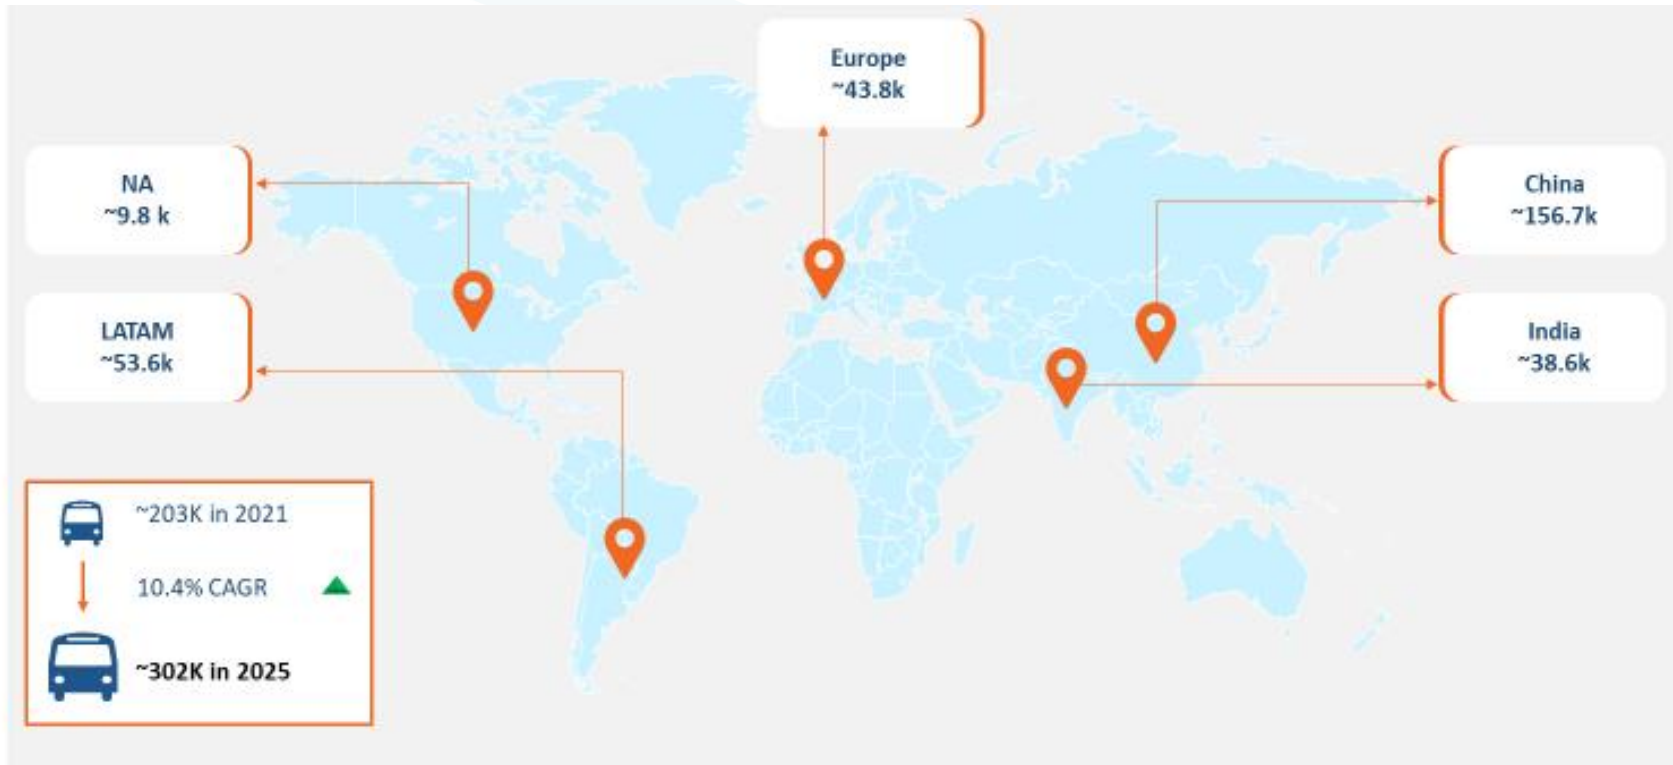 Europe
~43.8k
NA
~9.8 k
China
~156.7k
LATAM
~53.6k
India
~38.6k
~203K in 2021
10.4% CAGR
~302K in 2025